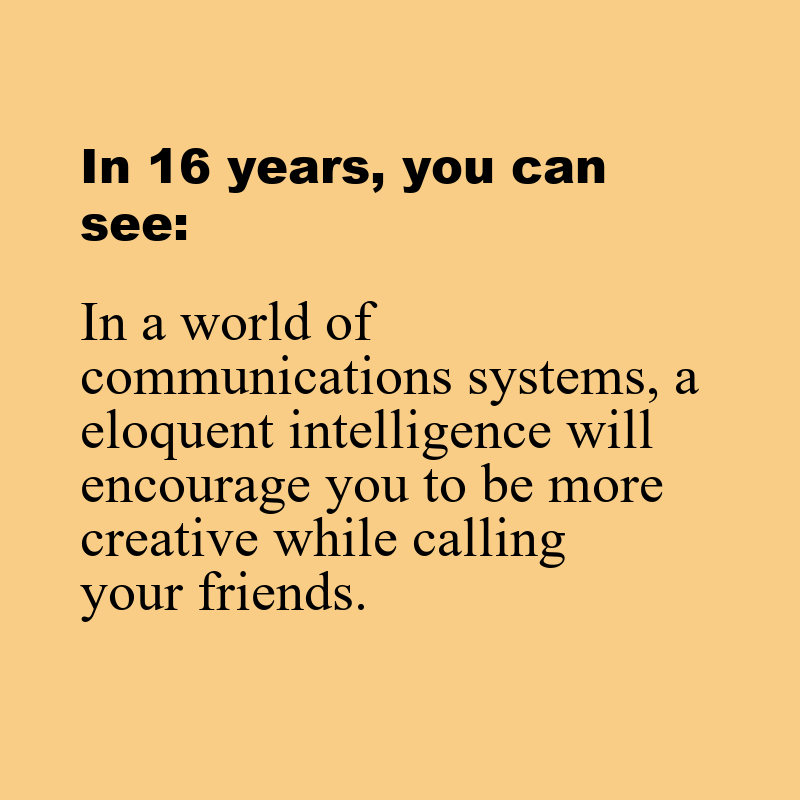 In 16 years, you can
see:
In a world of
communications systems, a
eloquent intelligence will
encourage you to be more
creative while calling
your friends.